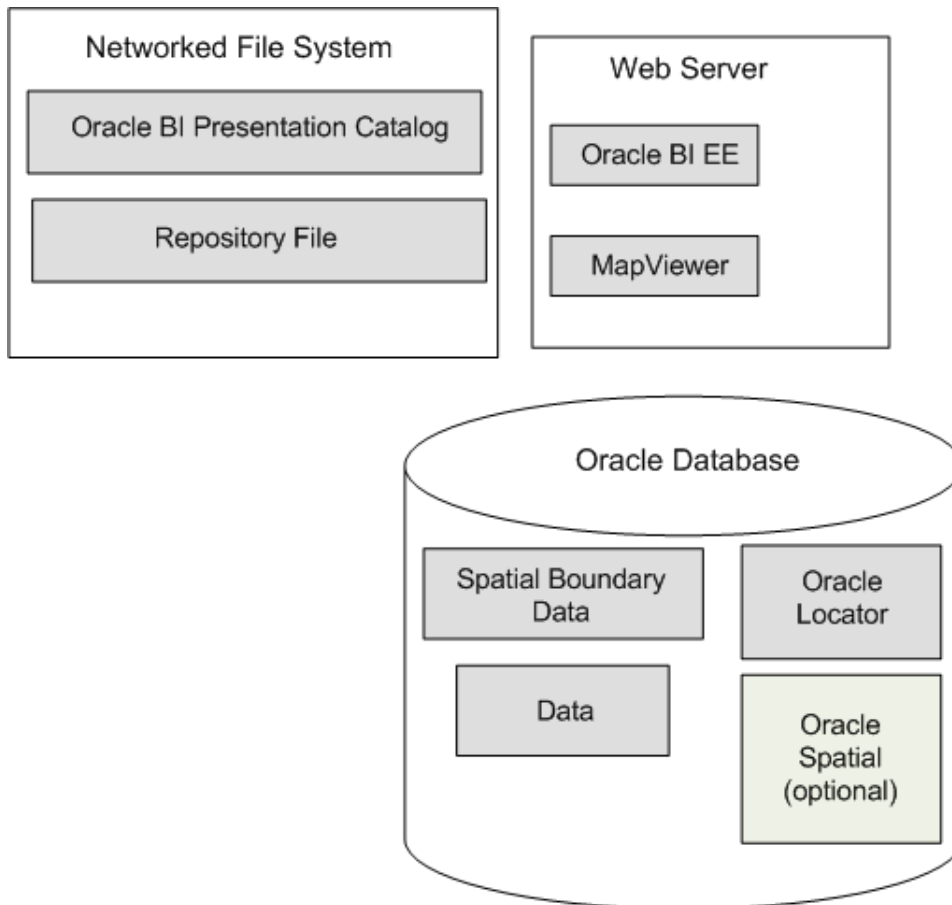 Networked File System
Oracle BI Presentation Catalog
Repository File
Web Server
Oracle BI EE
MapViewer
Oracle Database
Spatial Boundary
Data
Data
Oracle
Locator
Oracle
Spatial
(optional)